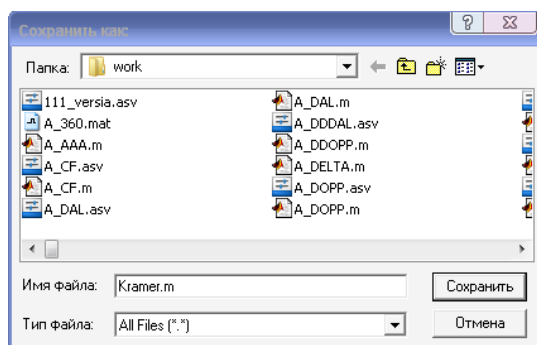 Сохранить как
Папка: work
111_versia.asv
A_360.mat
A_AAA.m
A_CF.asv
A_CF.m
A_DAL.asv
A_DAL.m
A_DDDAL.asv
A_DDOPP.m
A_DELTA.m
A_DOPP.asv
A_DOPP.m
Имя файла: Kramer.m Сохранить
Тип файла: All Files (*.*) Отмена